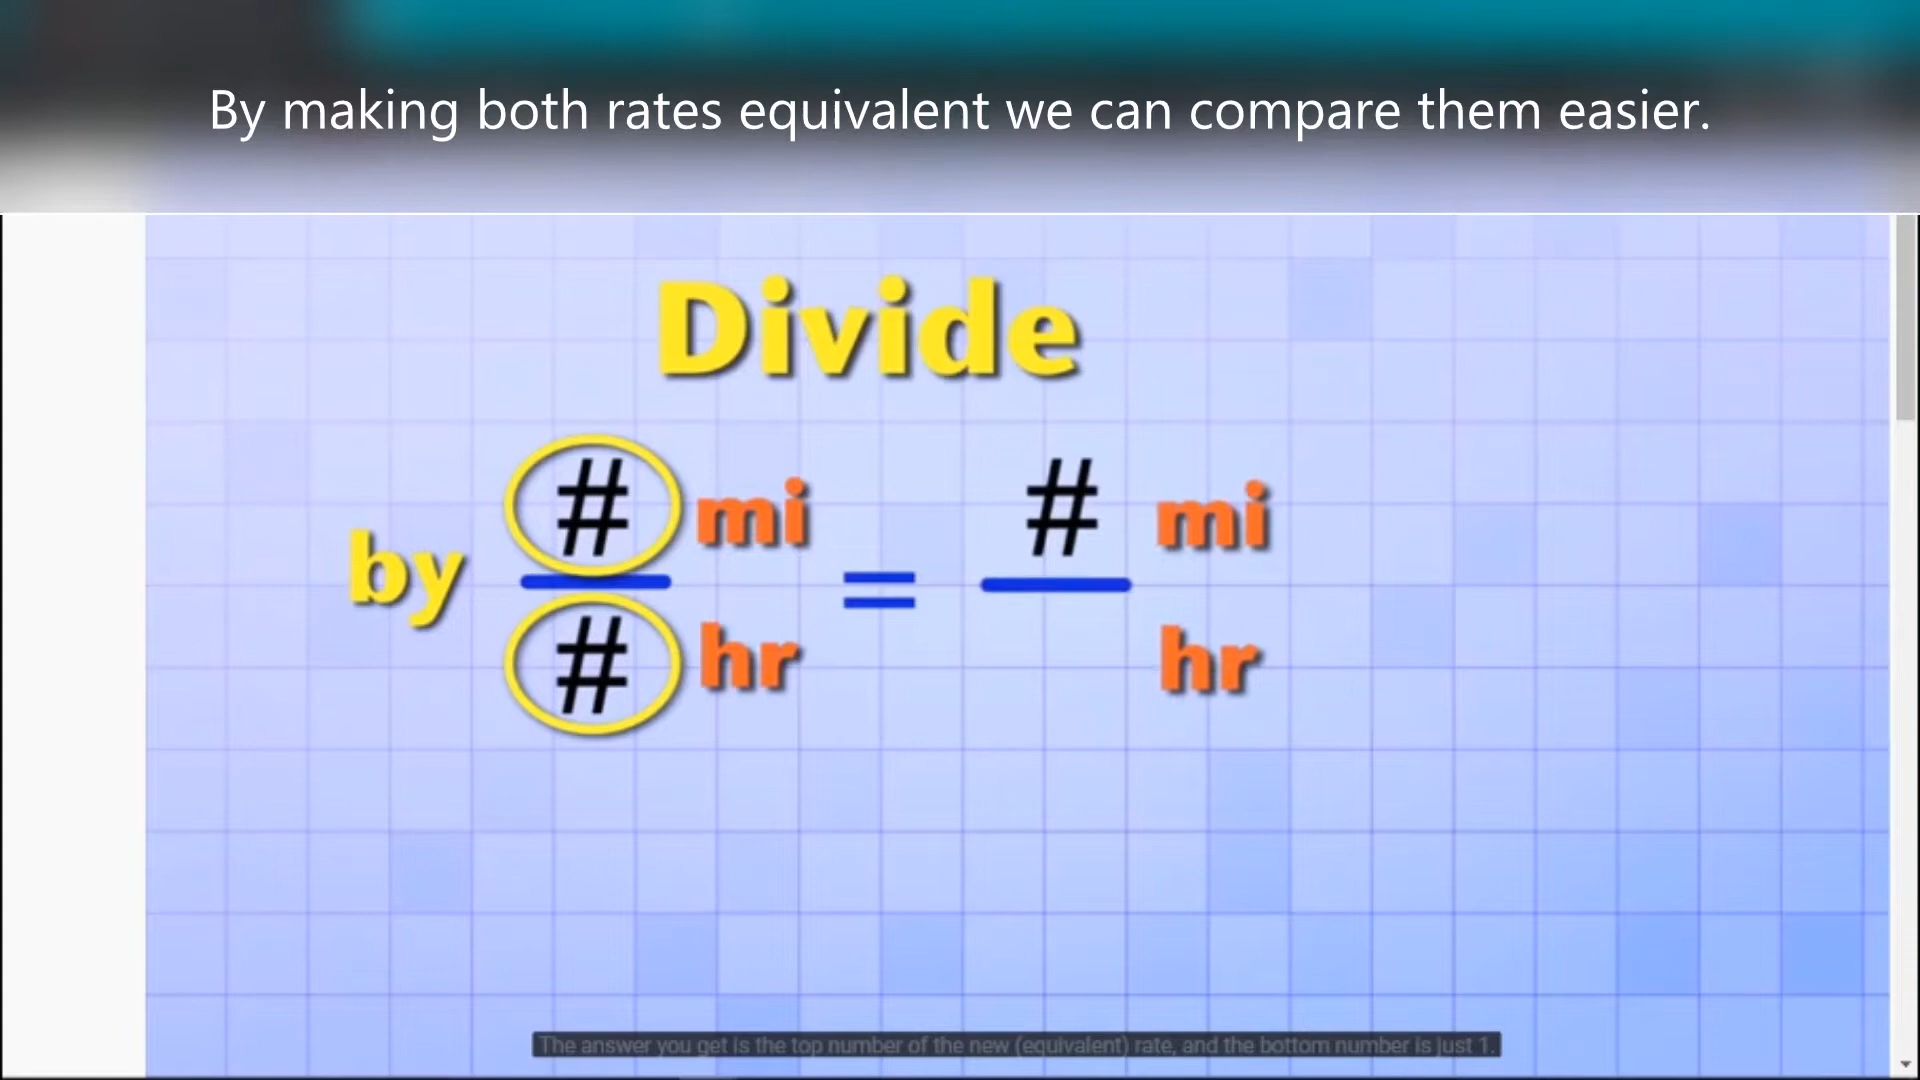 By making both rates equivalent we can compare them easier.
Divide
by # mi = # mi
# hr hr
The answer you get is the top number of the new (equivalent) rate, and the bottom number is just 1.